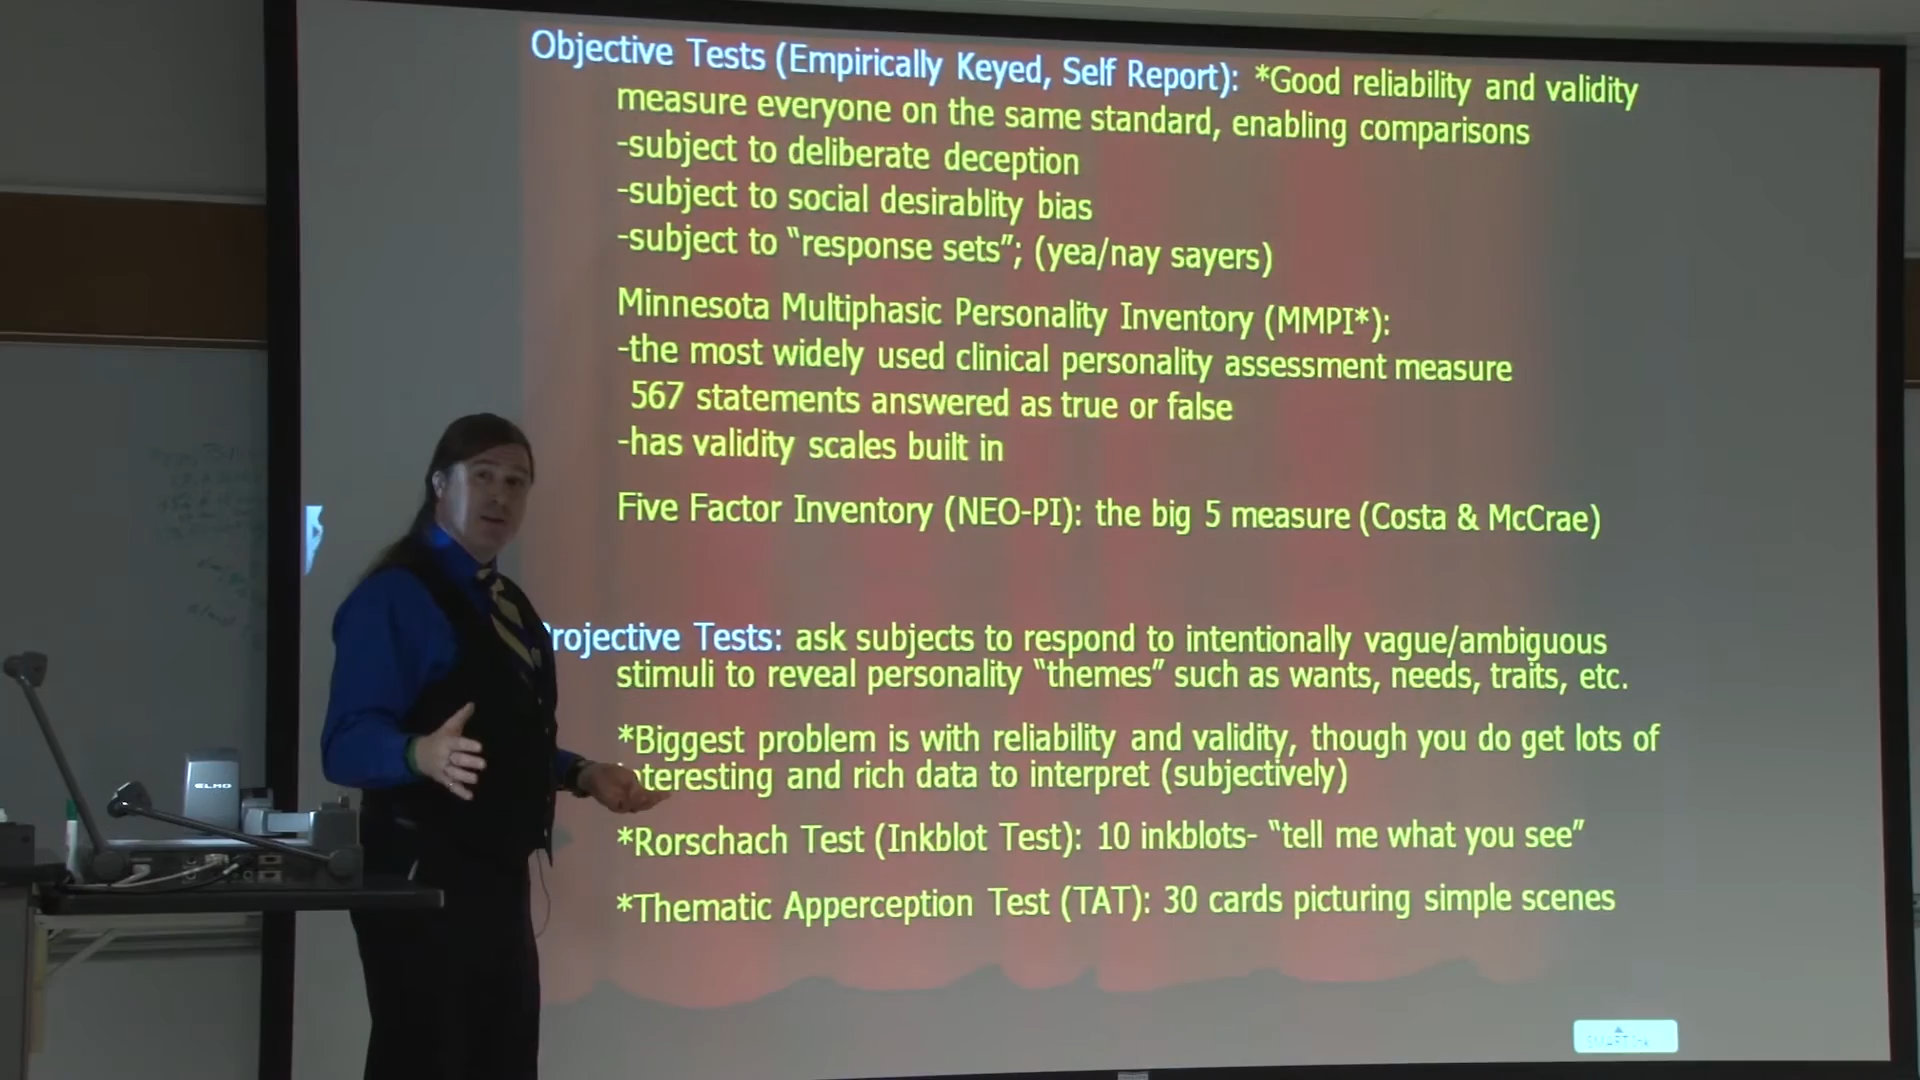 Objective Tests (Empirically Keyed, Self Report): *Good reliability and validity
measure everyone on the same standard, enabling comparisons
-subject to deliberate deception
-subject to social desirablity bias
-subject to “response sets”; (yea/nay sayers)
Minnesota Multiphasic Personality Inventory (MMPI*):
-the most widely used clinical personality assessment measure
567 statements answered as true or false
-has validity scales built in
Five Factor Inventory (NEO-PI): the big 5 measure (Costa & McCrae)
Projective Tests: ask subjects to respond to intentionally vague/ambiguous
stimuli to reveal personality “themes” such as wants, needs, traits, etc.
*Biggest problem is with reliability and validity, though you do get lots of
interesting and rich data to interpret (subjectively)
*Rorschach Test (Inkblot Test): 10 inkblots- “tell me what you see”
*Thematic Apperception Test (TAT): 30 cards picturing simple scenes
ELMO